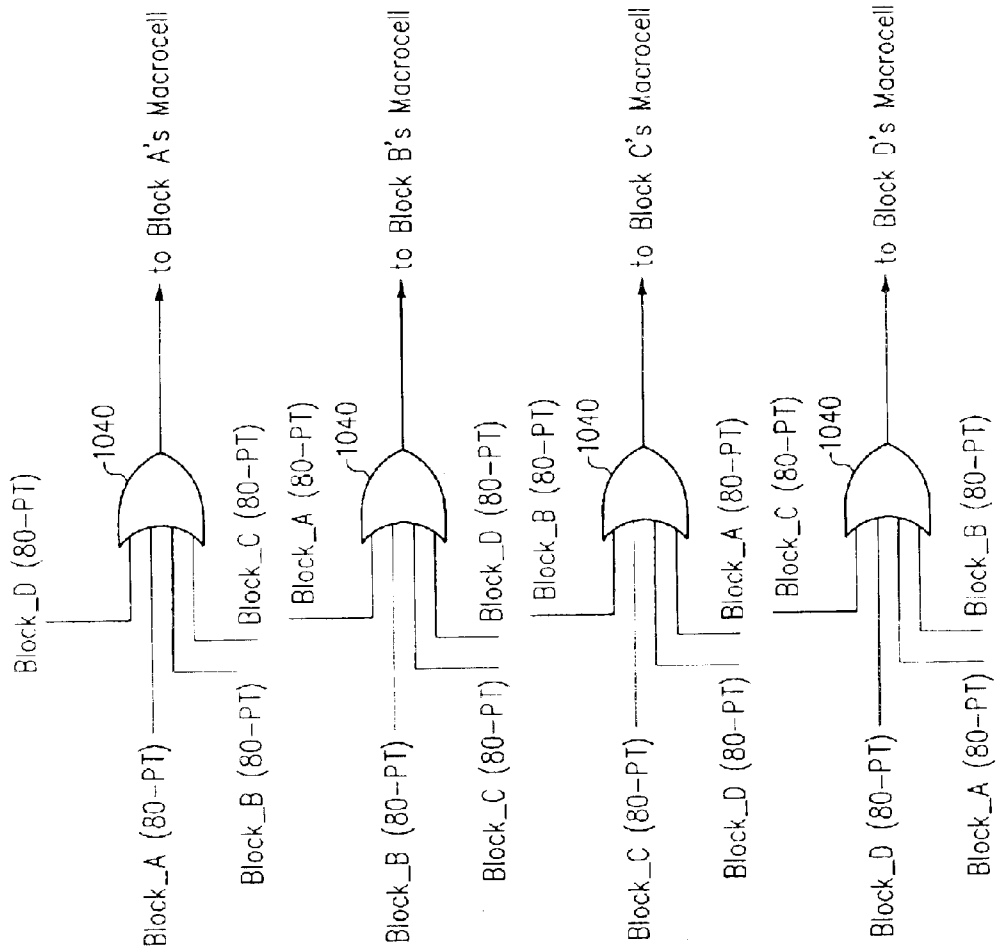 Block_D (80-PT)
1040
Block_A (80-PT)
to Block A's Macrocell
Block_B (80-PT)
Block_C (80-PT)
Block_A (80-PT)
1040
Block_B (80-PT)
to Block B's Macrocell
Block_C (80-PT)
Block_D (80-PT)
Block_B (80-PT)
1040
Block_C (80-PT)
to Block C's Macrocell
Block_D (80-PT)
Block_A (80-PT)
Block_C (80-PT)
1040
Block_D (80-PT)
to Block D's Macrocell
Block_A (80-PT)
Block_B (80-PT)